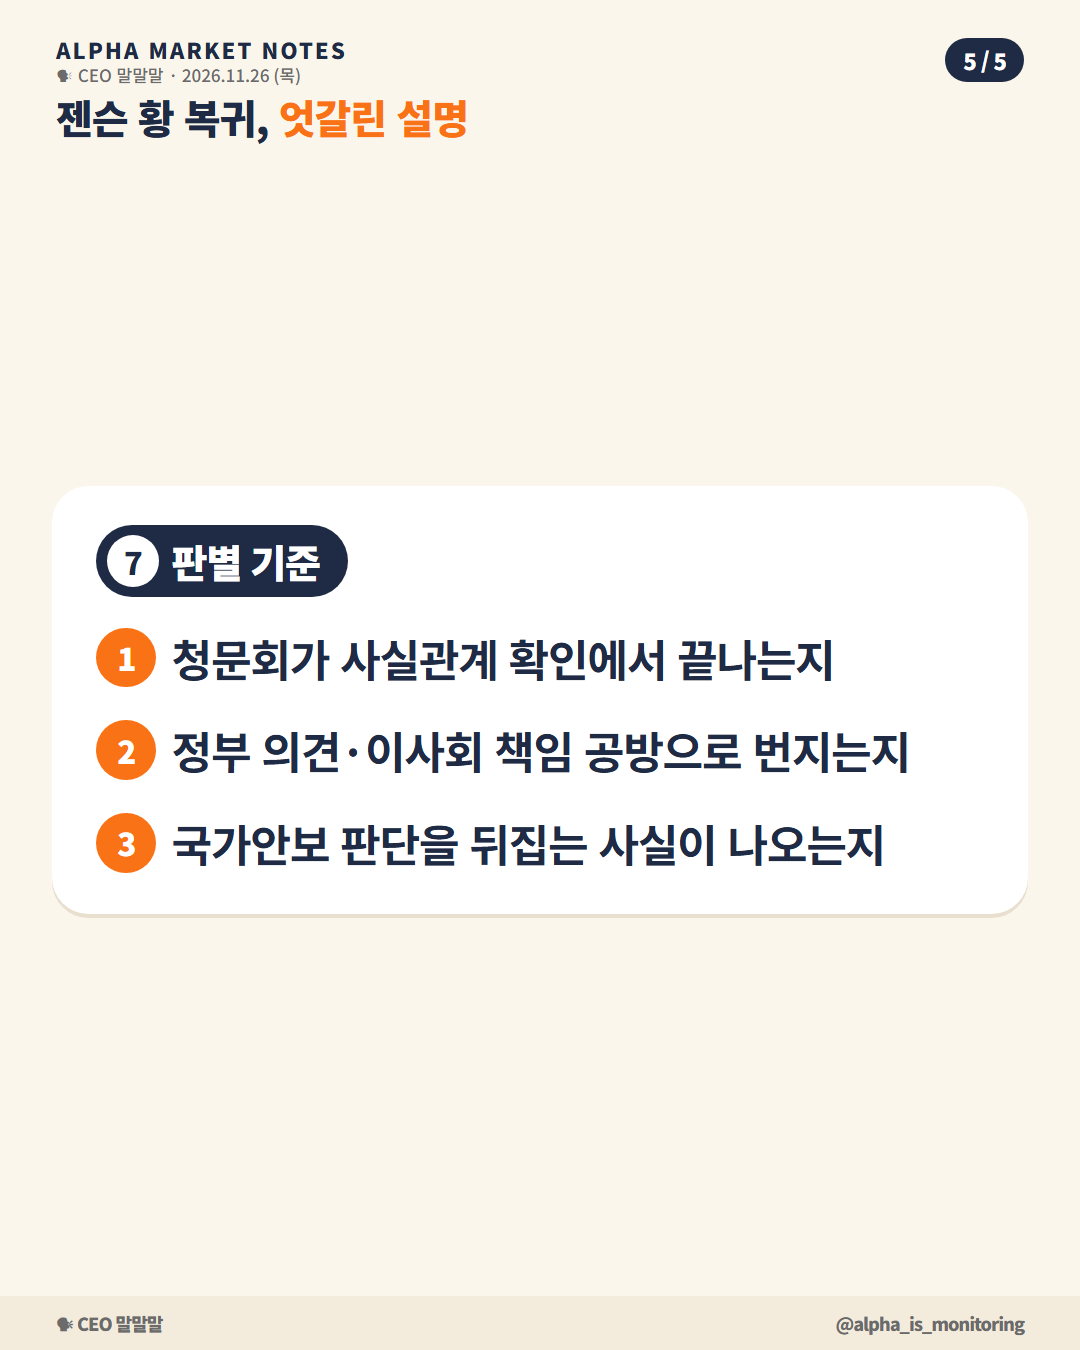 ALPHA MARKET NOTES
5 / 5
🗣 CEO 말말말 · 2026.11.26 (목)
젠슨 황 복귀, 엇갈린 설명
7 판별 기준
1 청문회가 사실관계 확인에서 끝나는지
2 정부 의견·이사회 책임 공방으로 번지는지
3 국가안보 판단을 뒤집는 사실이 나오는지
🗣 CEO 말말말
@alpha_is_monitoring